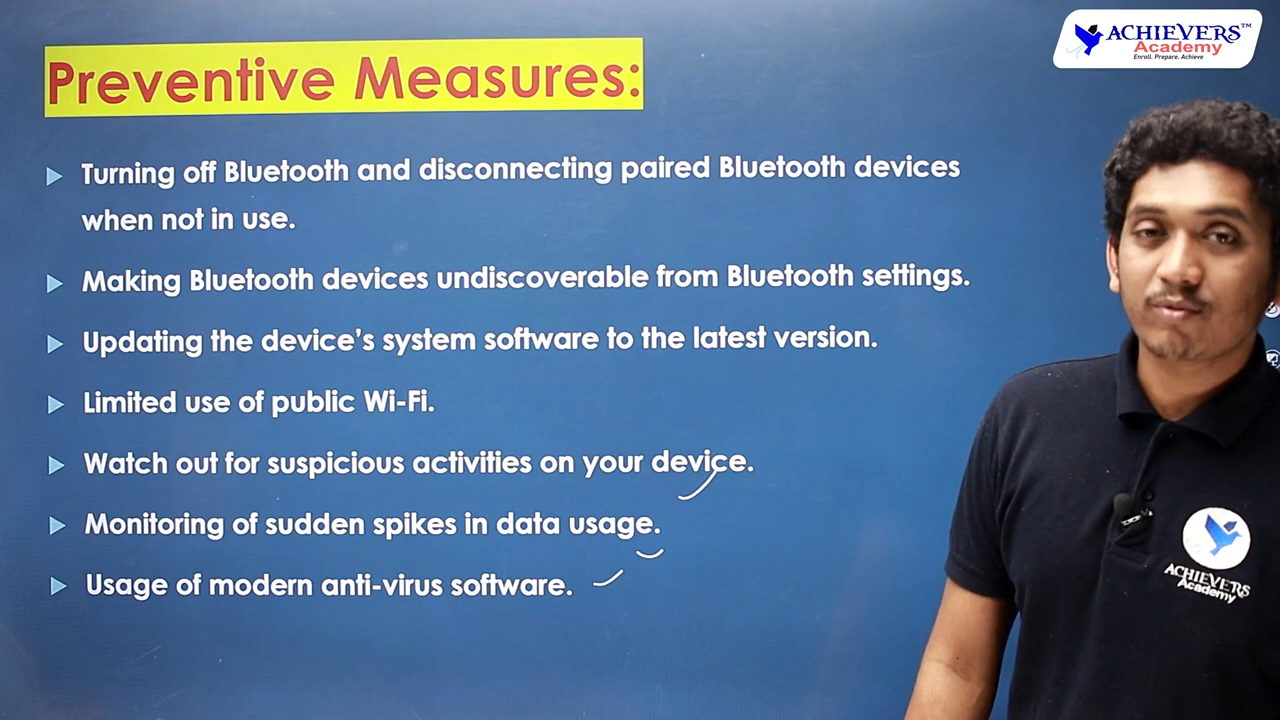 ACHIEVERS™
Academy
Enroll. Prepare. Achieve
Preventive Measures:
Turning off Bluetooth and disconnecting paired Bluetooth devices
when not in use.
Making Bluetooth devices undiscoverable from Bluetooth settings.
Updating the device's system software to the latest version.
Limited use of public Wi-Fi.
Watch out for suspicious activities on your device.
Monitoring of sudden spikes in data usage.
Usage of modern anti-virus software.
ACHIEVERS
Academy